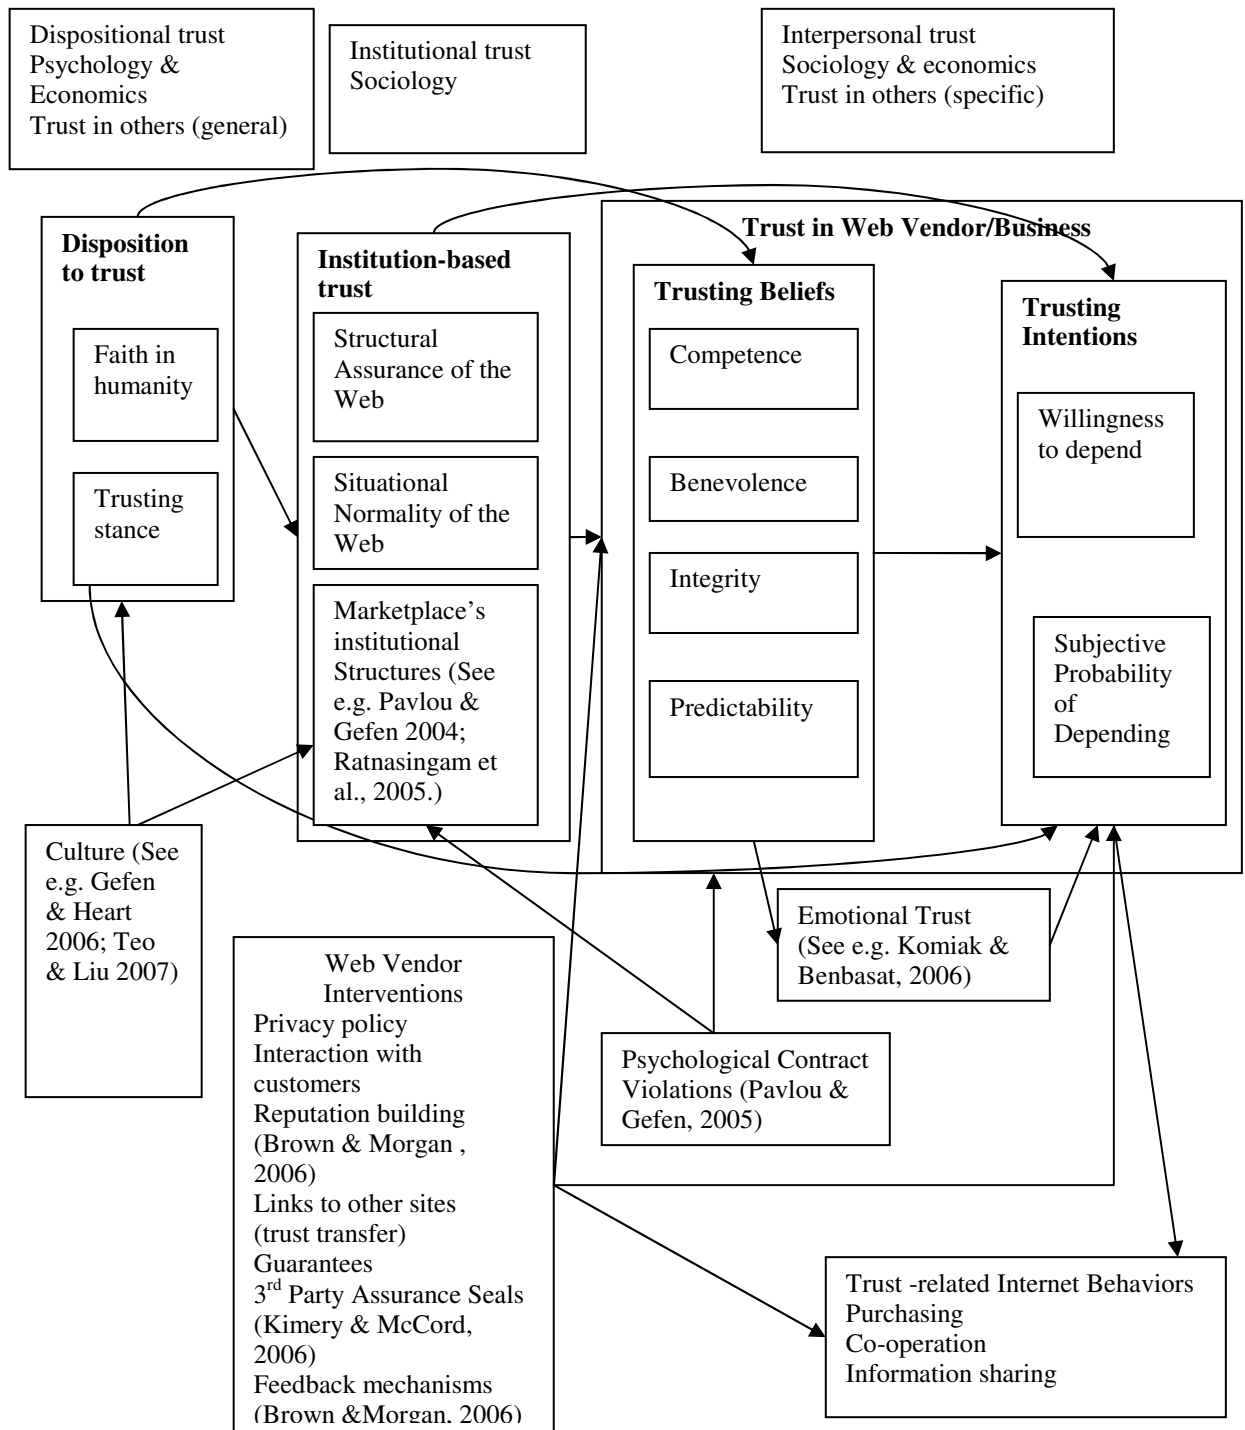 Dispositional trust
Psychology &
Economics
Trust in others (general)
Institutional trust
Sociology
Interpersonal trust
Sociology & economics
Trust in others (specific)
Disposition
to trust
Faith in
humanity
Trusting
stance
Institution-based
trust
Structural
Assurance of the
Web
Situational
Normality of the
Web
Marketplace’s
institutional
Structures (See
e.g. Pavlou &
Gefen 2004;
Ratnasingam et
al., 2005.)
Trust in Web Vendor/Business
Trusting Beliefs
Competence
Benevolence
Integrity
Predictability
Trusting
Intentions
Willingness
to depend
Subjective
Probability
of
Depending
Culture (See
e.g. Gefen
& Heart
2006; Teo
& Liu 2007)
Web Vendor
Interventions
Privacy policy
Interaction with
customers
Reputation building
(Brown & Morgan ,
2006)
Links to other sites
(trust transfer)
Guarantees
3rd Party Assurance Seals
(Kimery & McCord,
2006)
Feedback mechanisms
(Brown &Morgan, 2006)
Emotional Trust
(See e.g. Komiak &
Benbasat, 2006)
Psychological Contract
Violations (Pavlou &
Gefen, 2005)
Trust -related Internet Behaviors
Purchasing
Co-operation
Information sharing